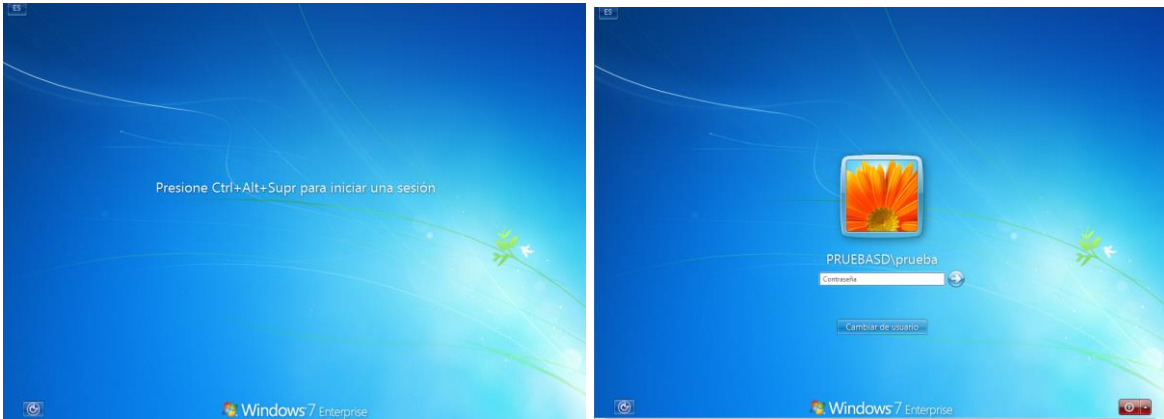 ES
Presione Ctrl+Alt+Supr para iniciar una sesión
Windows 7 Enterprise
ES
PRUEBASD\prueba
Contraseña
Cambiar de usuario
Windows 7 Enterprise